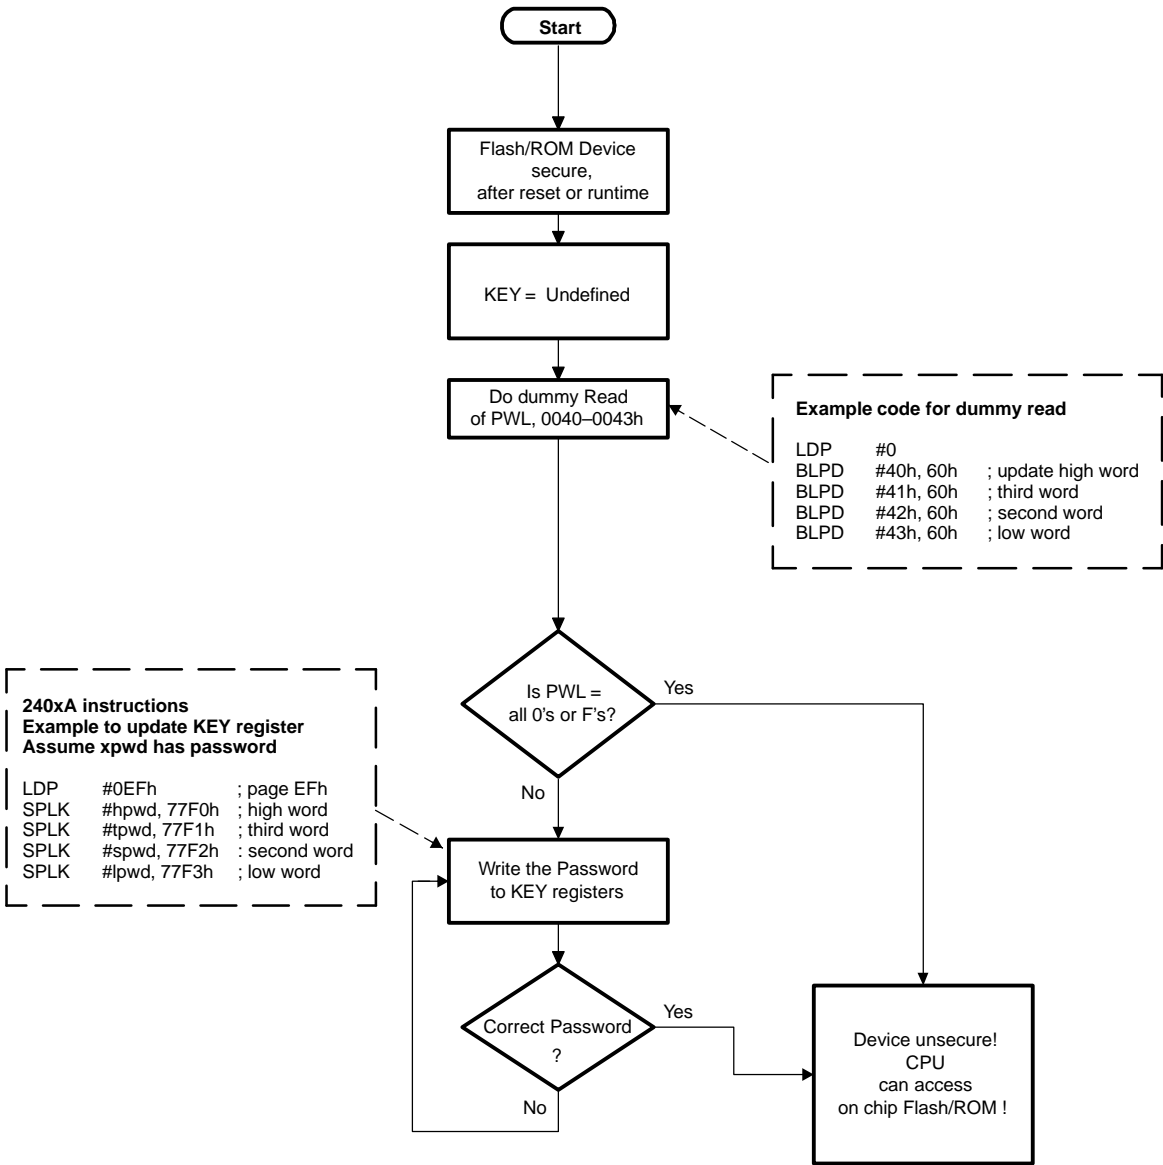 Start
Flash/ROM Device
secure,
after reset or runtime
KEY = Undefined
Do dummy Read
of PWL, 0040–0043h
Example code for dummy read
LDP #0
BLPD #40h, 60h ; update high word
BLPD #41h, 60h ; third word
BLPD #42h, 60h ; second word
BLPD #43h, 60h ; low word
Is PWL =
all 0's or F's?
Yes
No
240xA instructions
Example to update KEY register
Assume xpwd has password
LDP #0EFh ; page EFh
SPLK #hpwd, 77F0h ; high word
SPLK #tpwd, 77F1h ; third word
SPLK #spwd, 77F2h : second word
SPLK #lpwd, 77F3h ; low word
Write the Password
to KEY registers
Correct Password
?
Yes
No
Device unsecure!
CPU
can access
on chip Flash/ROM !